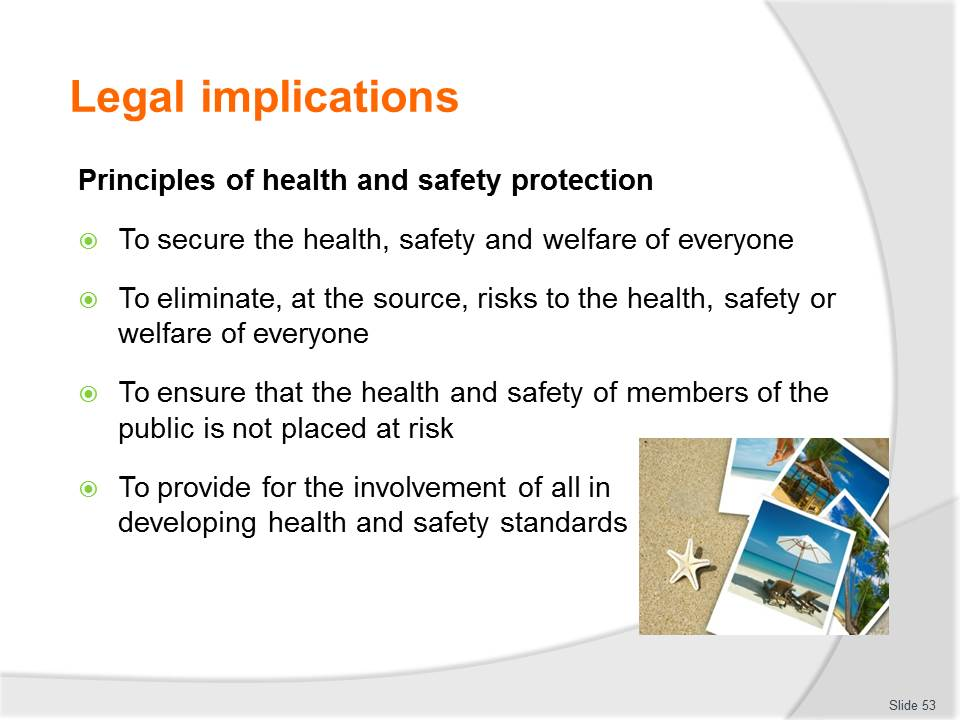 Legal implications
Principles of health and safety protection
To secure the health, safety and welfare of everyone
To eliminate, at the source, risks to the health, safety or
welfare of everyone
To ensure that the health and safety of members of the
public is not placed at risk
To provide for the involvement of all in
developing health and safety standards
Slide 53